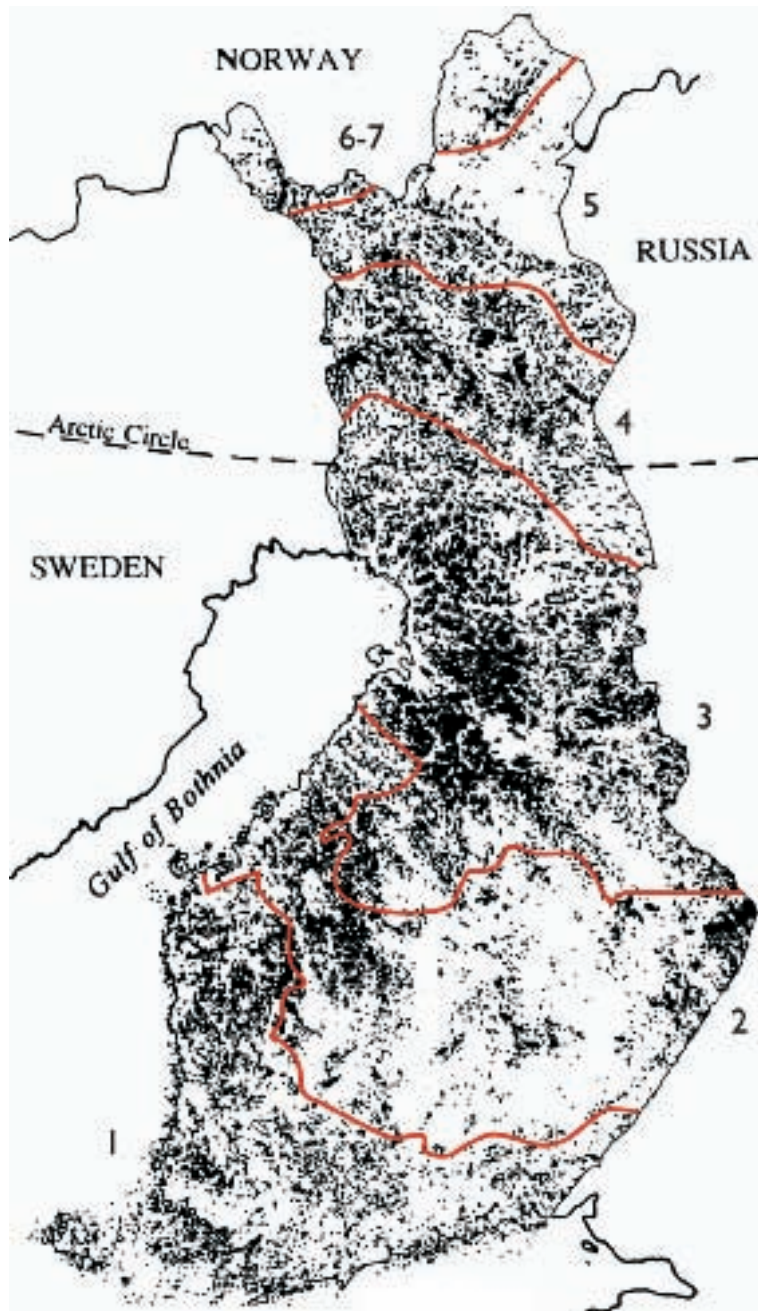 NORWAY
6-7
5
RUSSIA
4
Arctic Circle
SWEDEN
3
Gulf of Bothnia
2
1